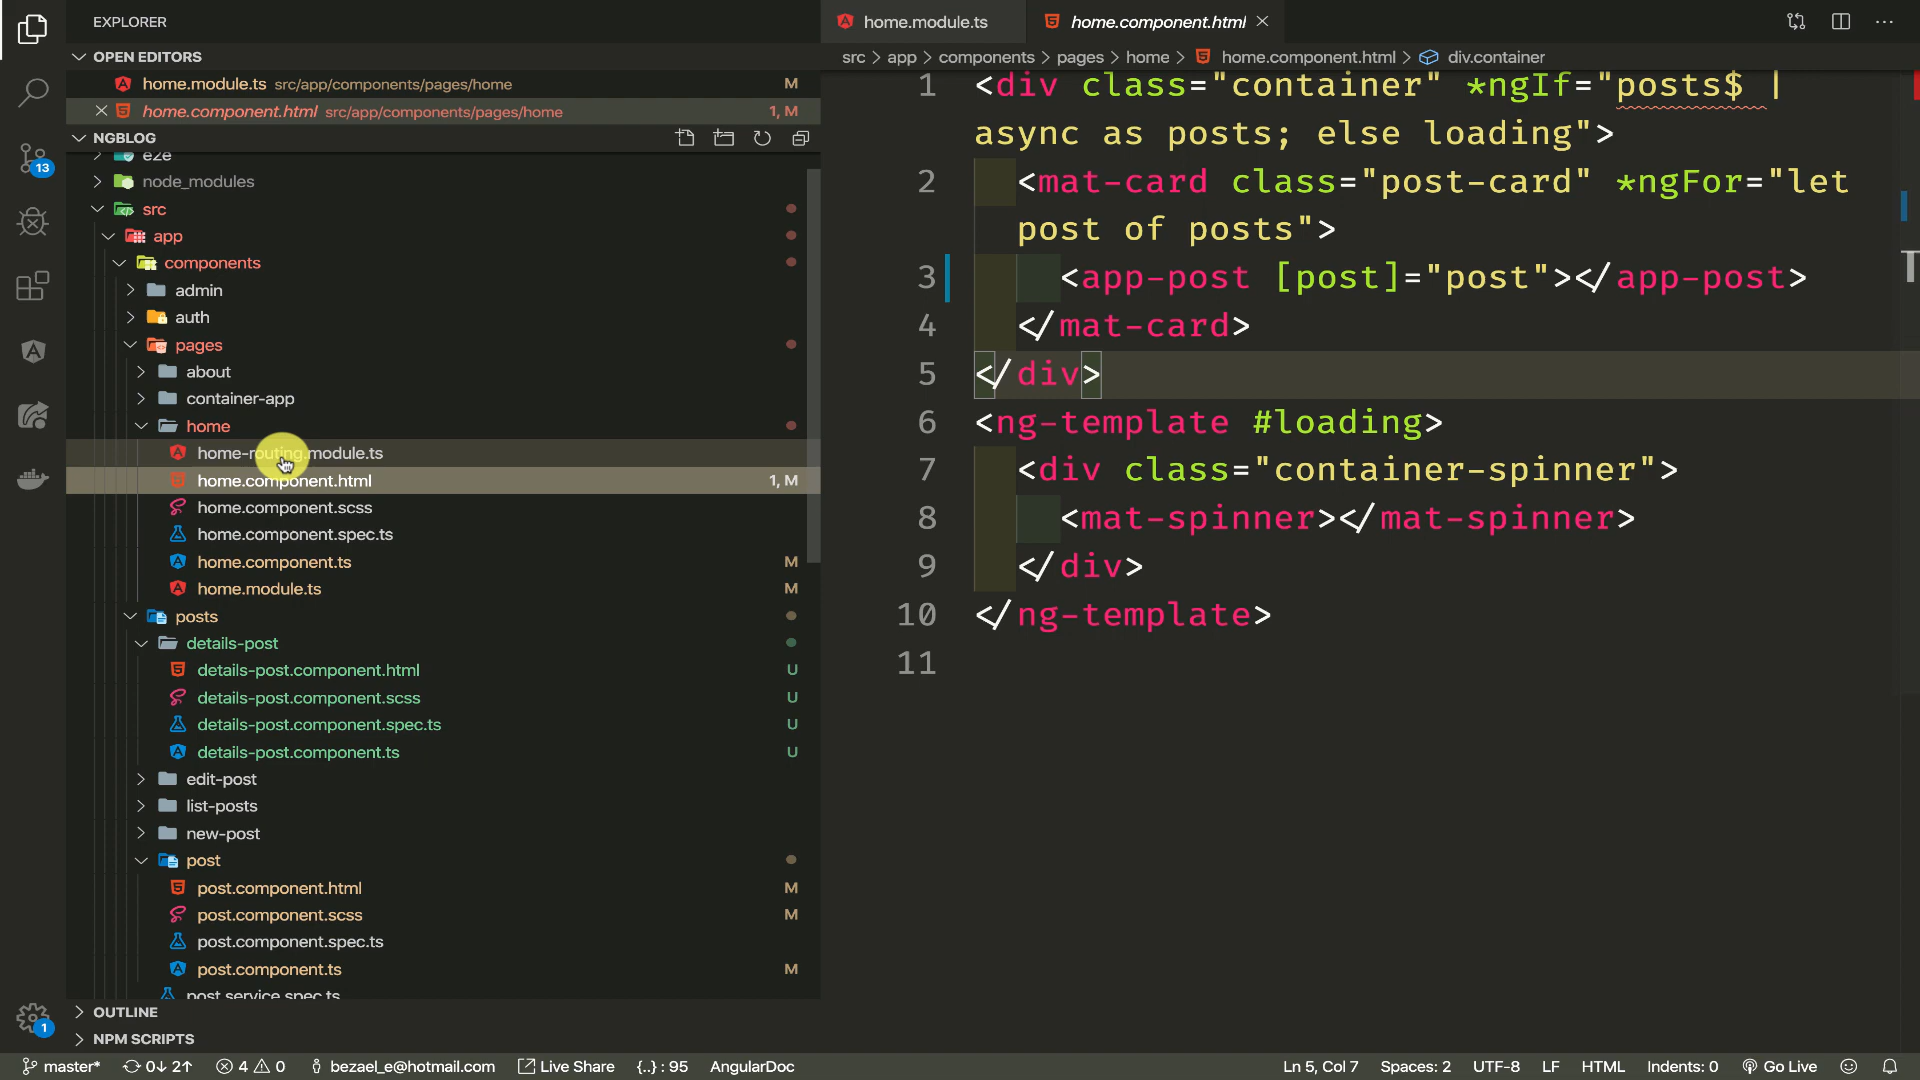 EXPLORER
OPEN EDITORS
home.module.ts src/app/components/pages/home M
home.component.html src/app/components/pages/home 1, M
NGBLOG
e2e
node_modules
src
app
components
admin
auth
pages
about
container-app
home
home-routing.module.ts
home.component.html 1, M
home.component.scss
home.component.spec.ts
home.component.ts M
home.module.ts M
posts
details-post
details-post.component.html U
details-post.component.scss U
details-post.component.spec.ts U
details-post.component.ts U
edit-post
list-posts
new-post
post
post.component.html M
post.component.scss M
post.component.spec.ts
post.component.ts M
post.service.spec.ts
OUTLINE
NPM SCRIPTS
13
1
home.module.ts
home.component.html
src > app > components > pages > home > home.component.html > div.container
1 <div class="container" *ngIf="posts$ |
async as posts; else loading">
2 <mat-card class="post-card" *ngFor="let
post of posts">
3 <app-post [post]="post"></app-post>
4 </mat-card>
5 </div>
6 <ng-template #loading>
7 <div class="container-spinner">
8 <mat-spinner></mat-spinner>
9 </div>
10 </ng-template>
11
master* 0↓ 2↑ 4 0 bezael_e@hotmail.com Live Share {..} : 95 AngularDoc Ln 5, Col 7 Spaces: 2 UTF-8 LF HTML Indents: 0 Go Live